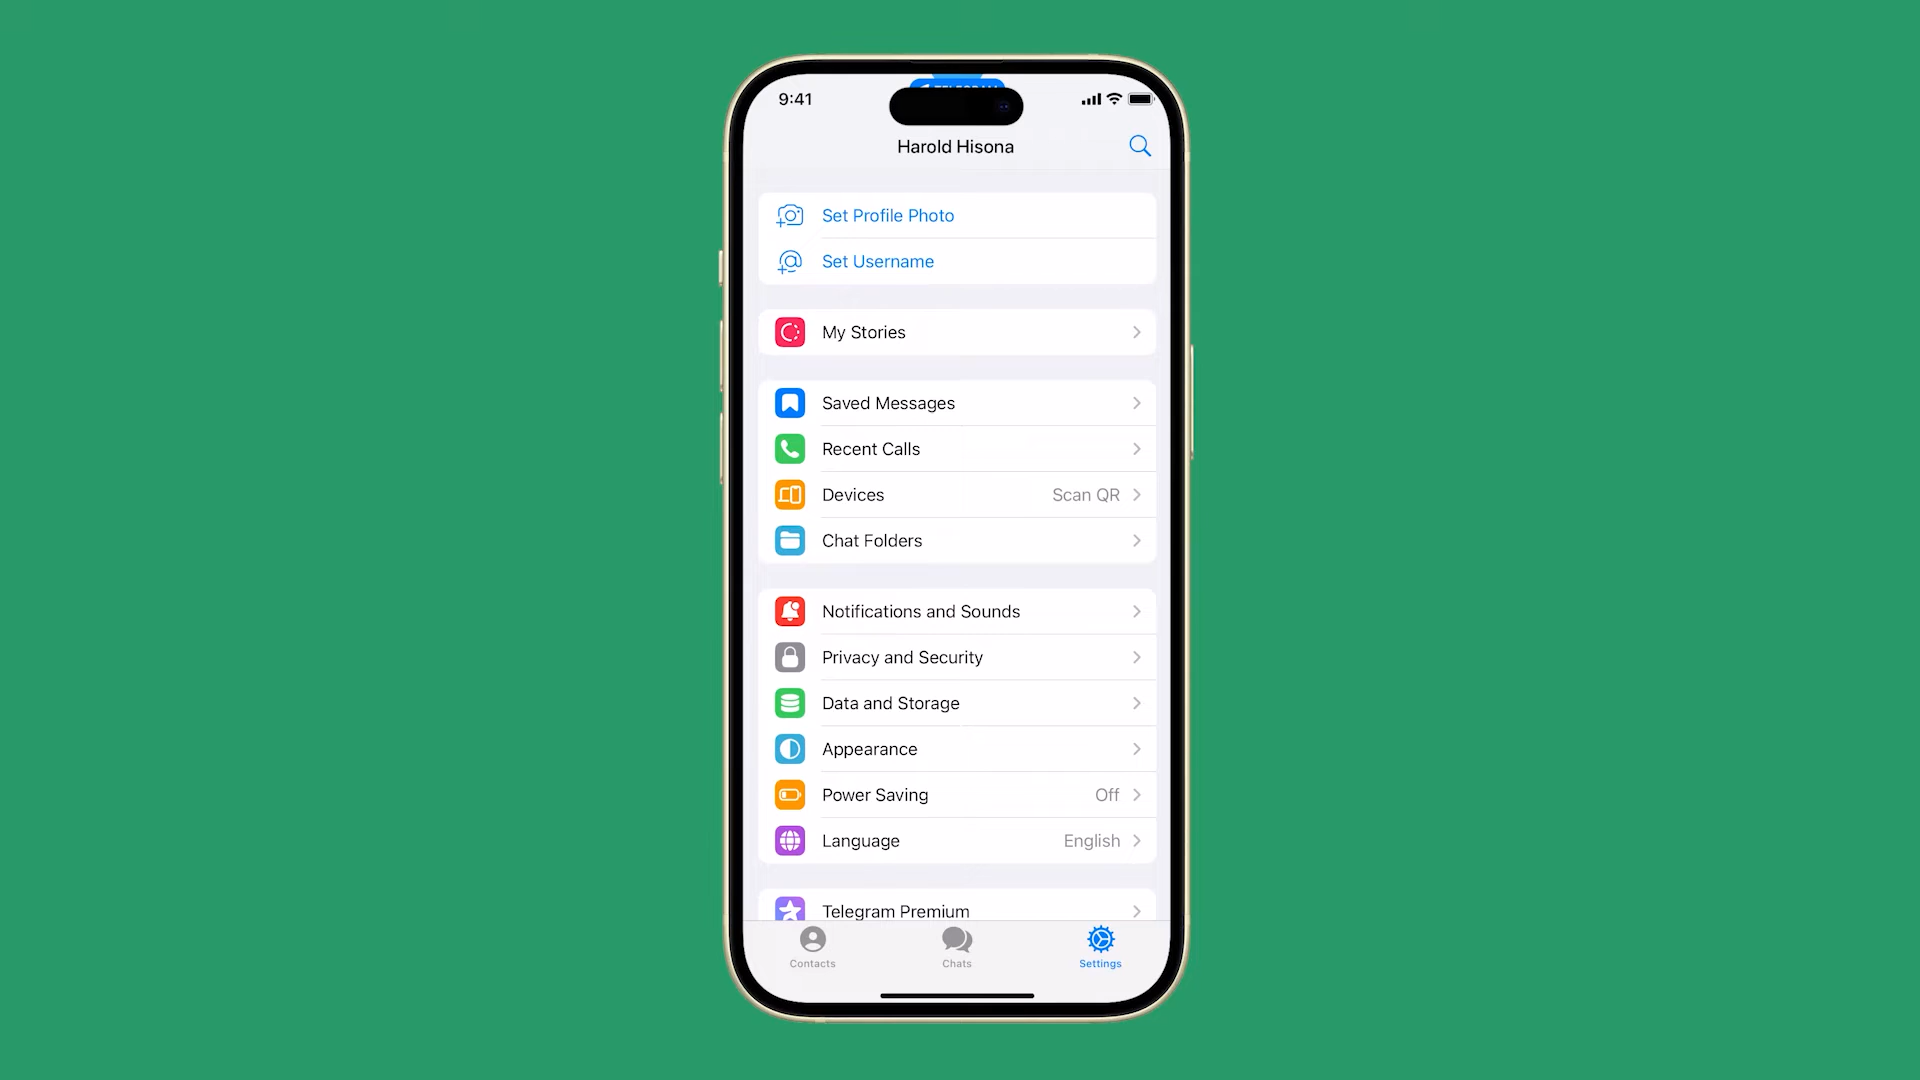 9:41
Harold Hisona
Set Profile Photo
Set Username
My Stories
Saved Messages
Recent Calls
Devices Scan QR
Chat Folders
Notifications and Sounds
Privacy and Security
Data and Storage
Appearance
Power Saving Off
Language English
Telegram Premium
Contacts Chats Settings